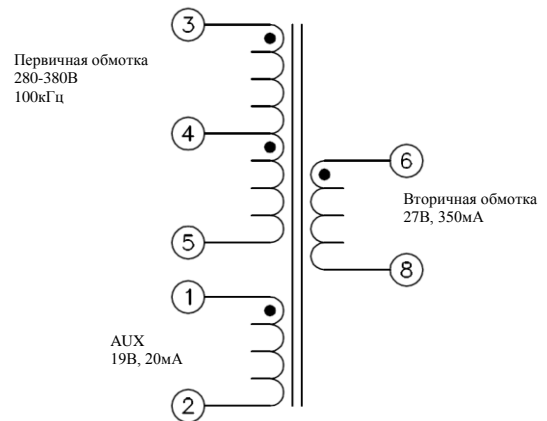 3
Первичная обмотка
280-380В
100кГц
4
6
Вторичная обмотка
27В, 350мА
5
8
1
AUX
19В, 20мА
2